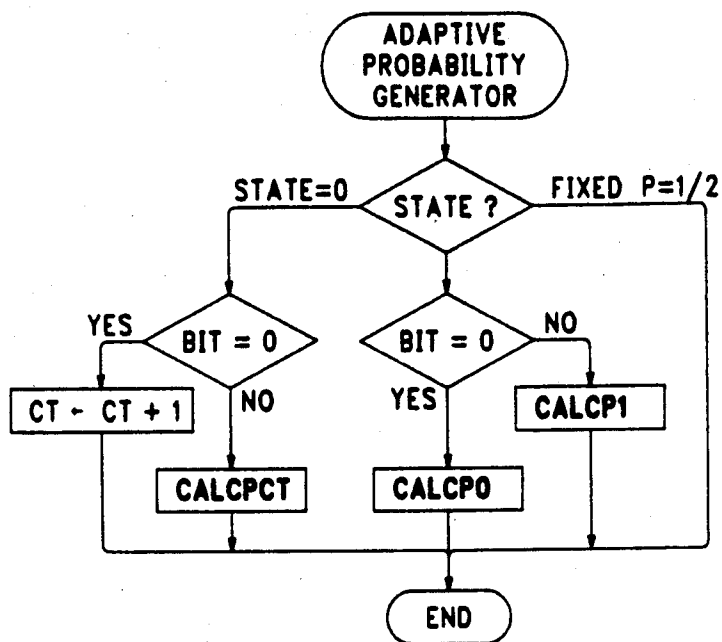 ADAPTIVE
PROBABILITY
GENERATOR
STATE=0
STATE ?
FIXED P=1/2
YES
BIT = 0
BIT = 0
NO
CT ← CT + 1
NO
YES
CALCP1
CALCPCT
CALCP0
END